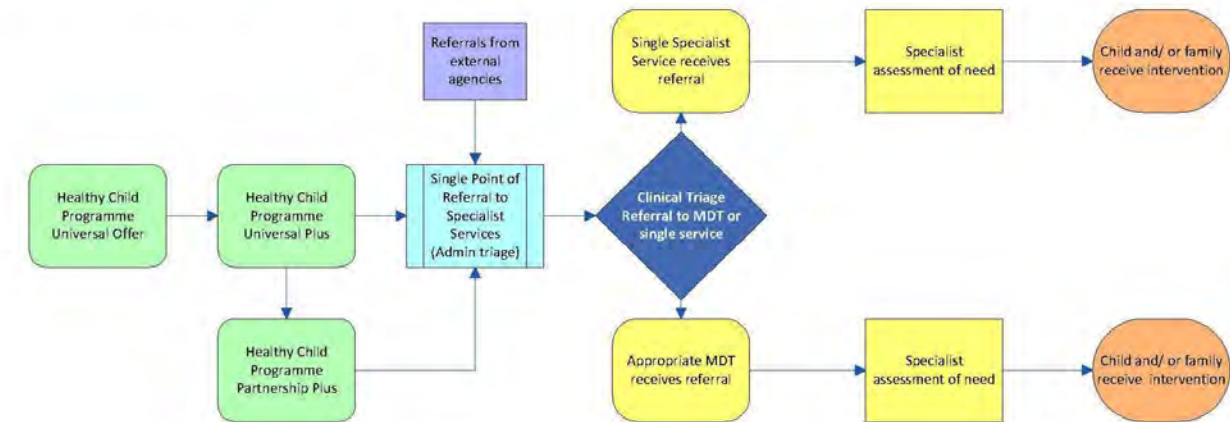 Healthy Child
Programme
Universal Offer
Healthy Child
Programme
Universal Plus
Healthy Child
Programme
Partnership Plus
Referrals from
external
agencies
Single Point of
Referral to
Specialist
Services
(Admin triage)
Clinical Triage
Referral to MDT or
single service
Single Specialist
Service receives
referral
Specialist
assessment of need
Child and/ or family
receive intervention
Appropriate MDT
receives referral
Specialist
assessment of need
Child and/ or family
receive intervention